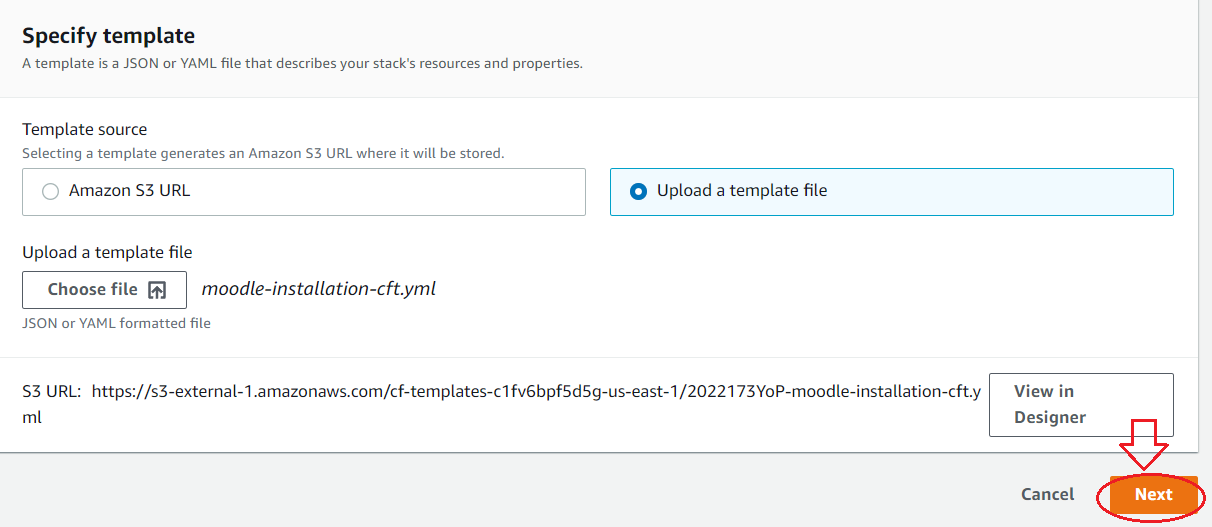 Specify template
A template is a JSON or YAML file that describes your stack's resources and properties.
Template source
Selecting a template generates an Amazon S3 URL where it will be stored.
Amazon S3 URL
Upload a template file
Upload a template file
Choose file
moodle-installation-cft.yml
JSON or YAML formatted file
S3 URL: https://s3-external-1.amazonaws.com/cf-templates-c1fv6bpf5d5g-us-east-1/2022173YoP-moodle-installation-cft.y
ml
View in
Designer
Cancel
Next